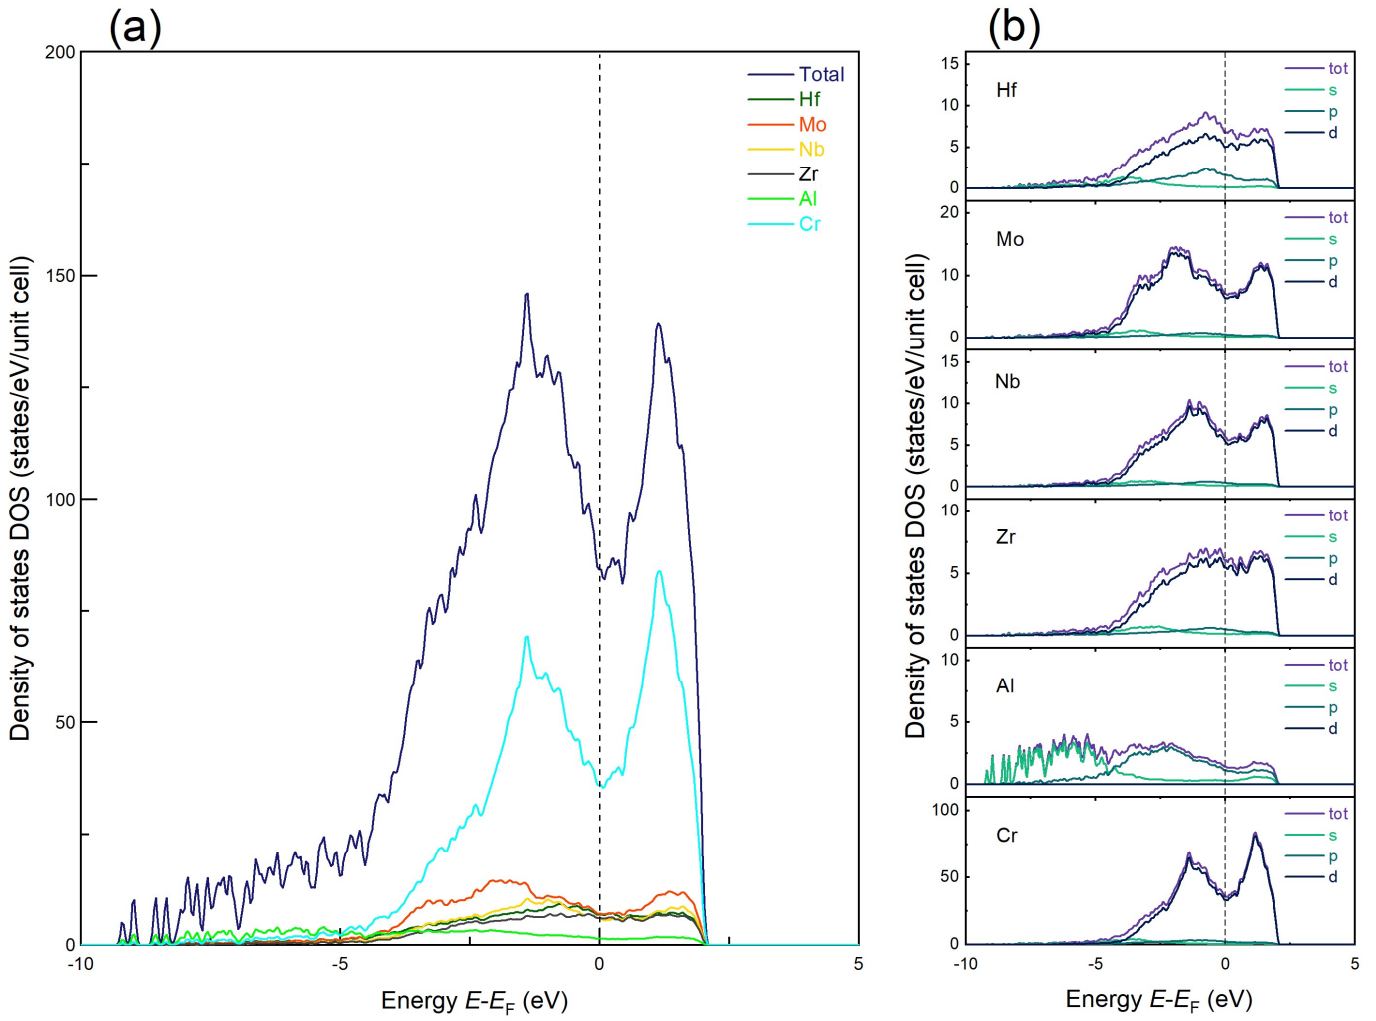 (a)
200
150
100
50
0
-10
-5
0
5
Density of states DOS (states/eV/unit cell)
Energy E-EF (eV)
Total
Hf
Mo
Nb
Zr
Al
Cr
(b)
Density of states DOS (states/eV/unit cell)
Hf
15
10
5
0
tot
s
p
d
Mo
20
10
0
tot
s
p
d
Nb
15
10
5
0
tot
s
p
d
Zr
10
5
0
tot
s
p
d
Al
10
5
0
tot
s
p
d
Cr
100
50
0
tot
s
p
d
-10
-5
0
5
Energy E-EF (eV)